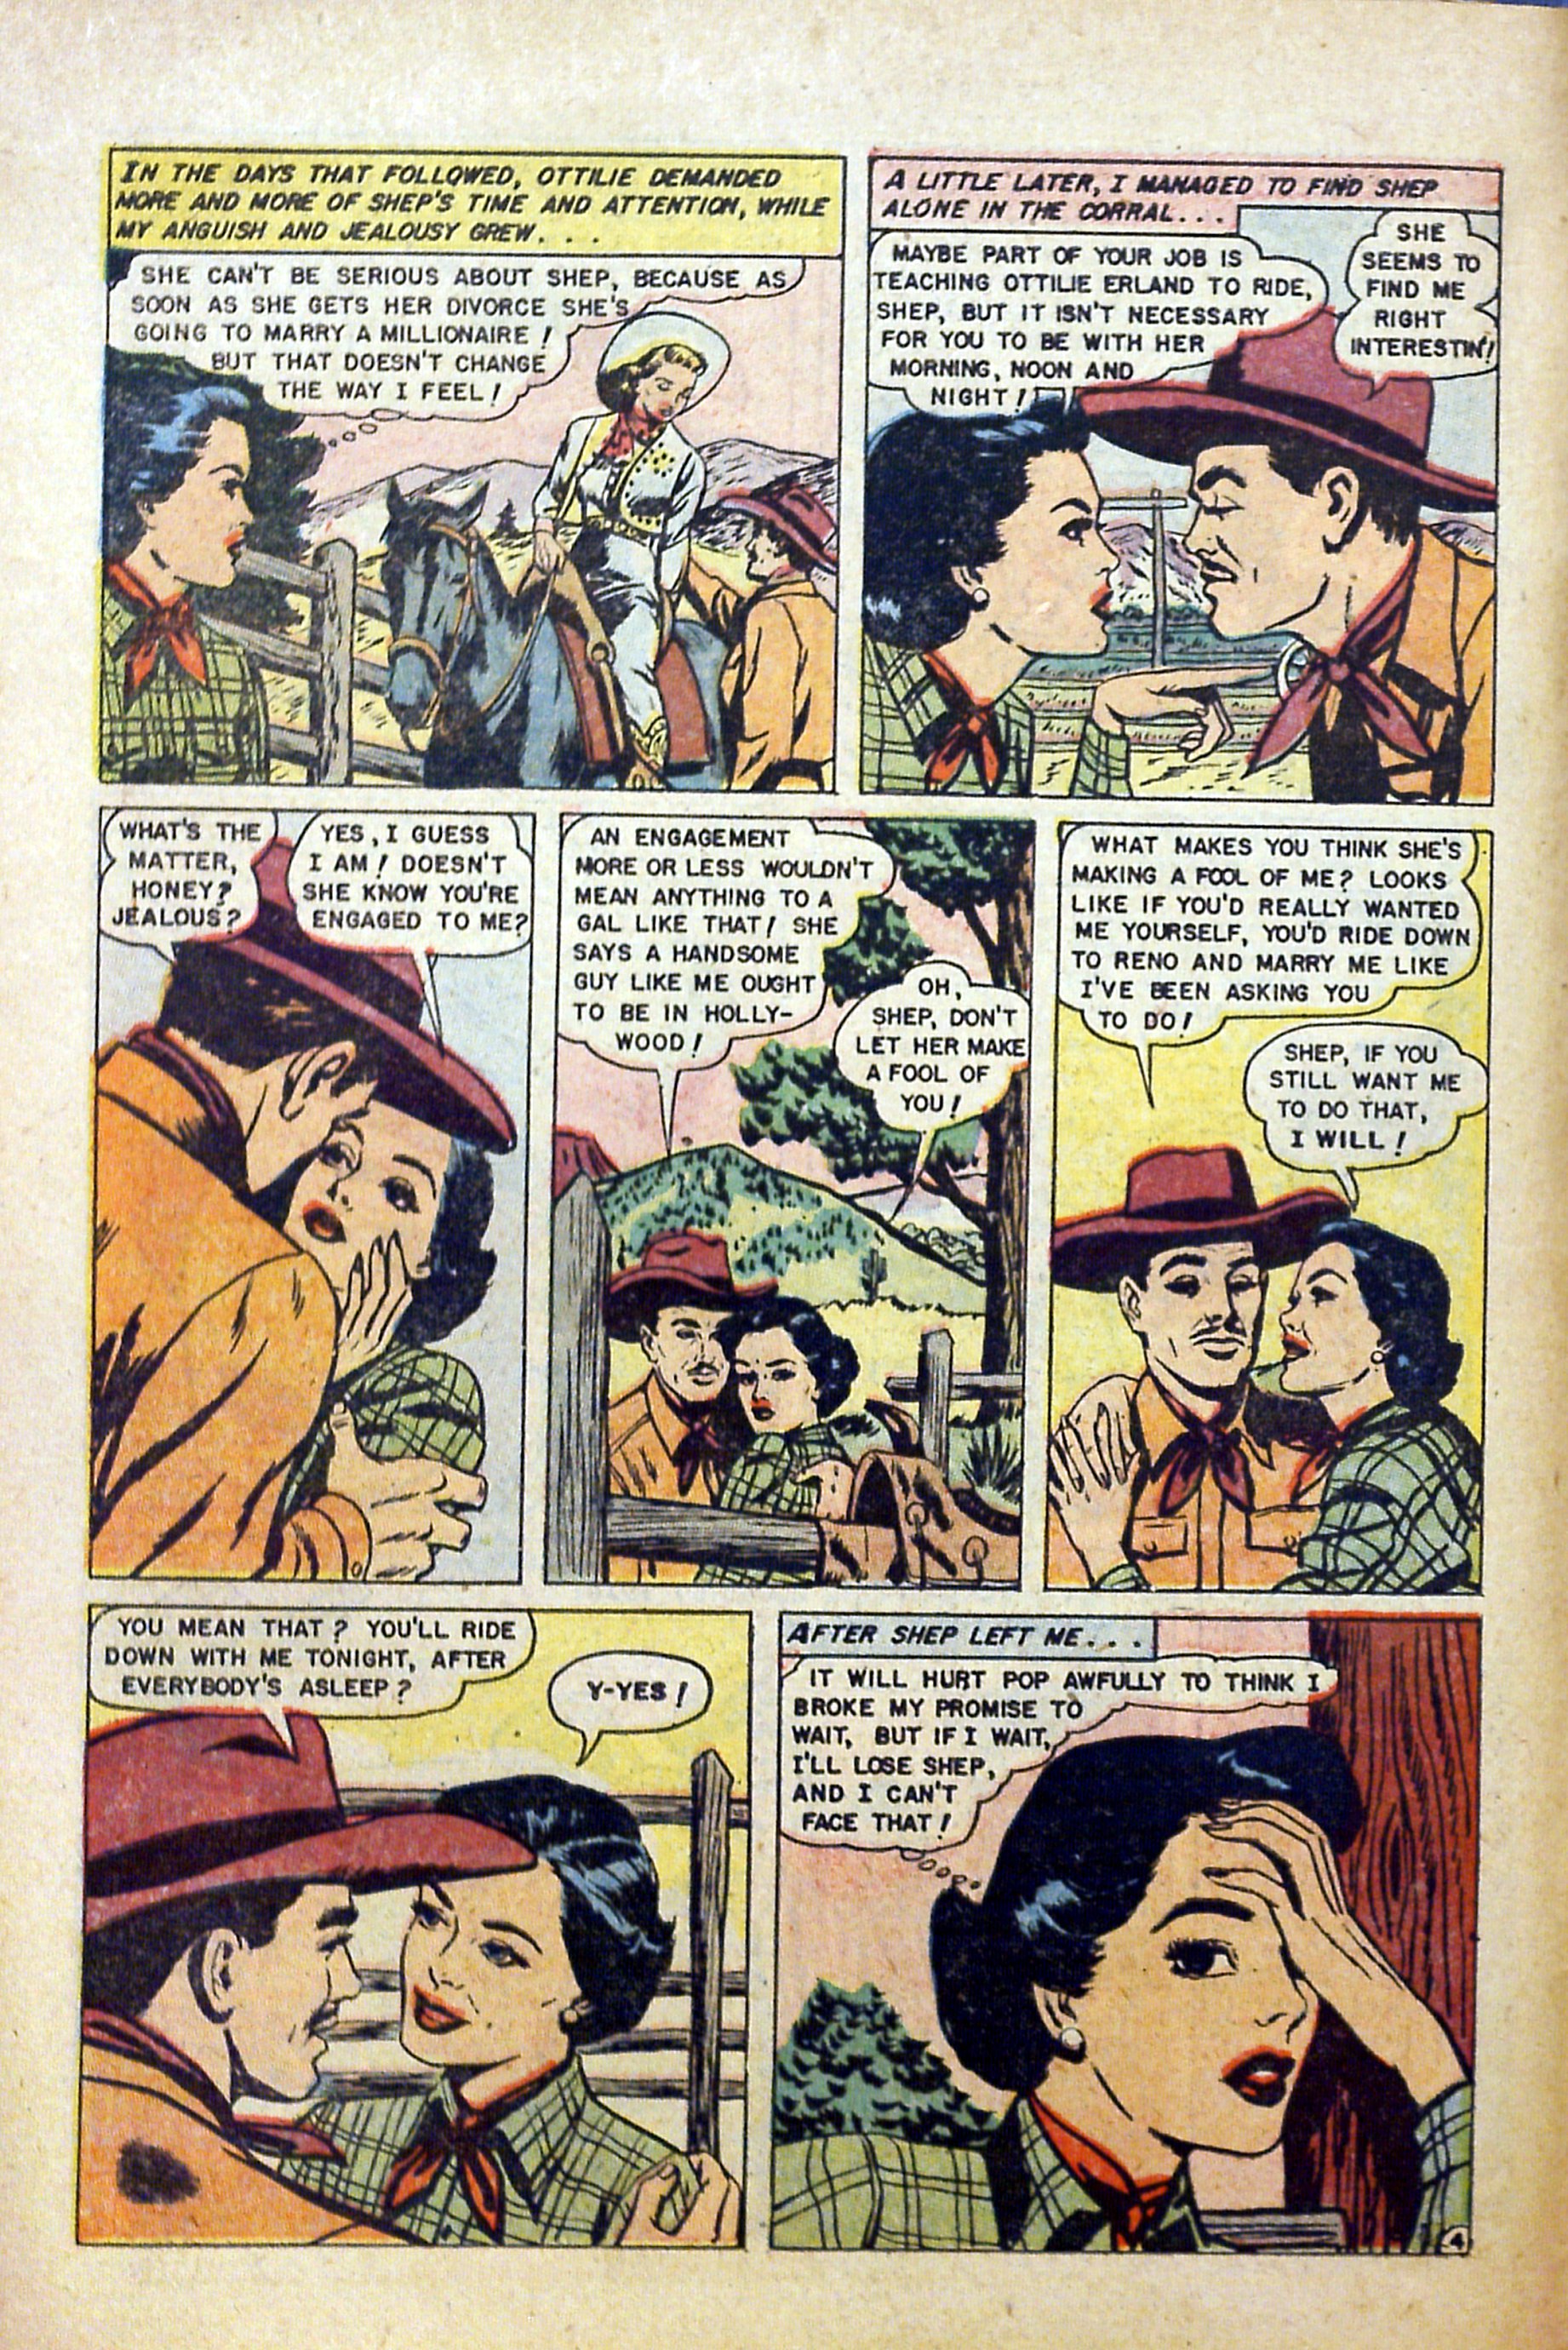 IN THE DAYS THAT FOLLOWED, OTTILIE DEMANDED
MORE AND MORE OF SHEP'S TIME AND ATTENTION, WHILE
MY ANGUISH AND JEALOUSY GREW. . .
SHE CAN'T BE SERIOUS ABOUT SHEP, BECAUSE AS
SOON AS SHE GETS HER DIVORCE SHE'S
GOING TO MARRY A MILLIONAIRE!
BUT THAT DOESN'T CHANGE
THE WAY I FEEL!
A LITTLE LATER, I MANAGED TO FIND SHEP
ALONE IN THE CORRAL. . .
MAYBE PART OF YOUR JOB IS
TEACHING OTTILIE ERLAND TO RIDE,
SHEP, BUT IT ISN'T NECESSARY
FOR YOU TO BE WITH HER
MORNING, NOON AND
NIGHT!
SHE
SEEMS TO
FIND ME
RIGHT
INTERESTIN'!
WHAT'S THE
MATTER,
HONEY?
JEALOUS?
YES, I GUESS
I AM! DOESN'T
SHE KNOW YOU'RE
ENGAGED TO ME?
AN ENGAGEMENT
MORE OR LESS WOULDN'T
MEAN ANYTHING TO A
GAL LIKE THAT! SHE
SAYS A HANDSOME
GUY LIKE ME OUGHT
TO BE IN HOLLY-
WOOD!
OH,
SHEP, DON'T
LET HER MAKE
A FOOL OF
YOU!
WHAT MAKES YOU THINK SHE'S
MAKING A FOOL OF ME? LOOKS
LIKE IF YOU'D REALLY WANTED
ME YOURSELF, YOU'D RIDE DOWN
TO RENO AND MARRY ME LIKE
I'VE BEEN ASKING YOU
TO DO!
SHEP, IF YOU
STILL WANT ME
TO DO THAT,
I WILL!
YOU MEAN THAT? YOU'LL RIDE
DOWN WITH ME TONIGHT, AFTER
EVERYBODY'S ASLEEP?
Y-YES!
AFTER SHEP LEFT ME. . .
IT WILL HURT POP AWFULLY TO THINK I
BROKE MY PROMISE TO
WAIT, BUT IF I WAIT,
I'LL LOSE SHEP,
AND I CAN'T
FACE THAT!
4